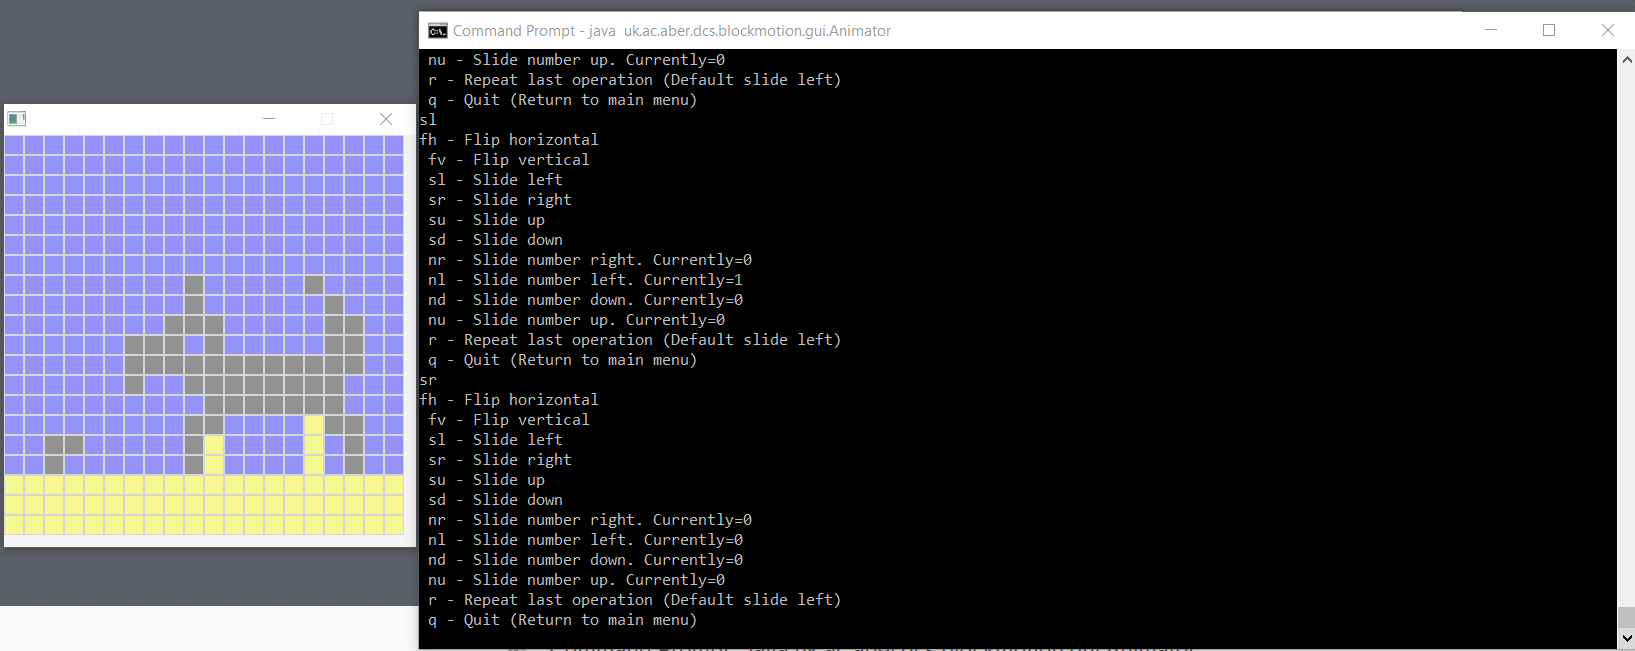 Command Prompt - java  uk.ac.aber.dcs.blockmotion.gui.Animator
nu - Slide number up. Currently=0
r - Repeat last operation (Default slide left)
q - Quit (Return to main menu)
sl
fh - Flip horizontal
fv - Flip vertical
sl - Slide left
sr - Slide right
su - Slide up
sd - Slide down
nr - Slide number right. Currently=0
nl - Slide number left. Currently=1
nd - Slide number down. Currently=0
nu - Slide number up. Currently=0
r - Repeat last operation (Default slide left)
q - Quit (Return to main menu)
sr
fh - Flip horizontal
fv - Flip vertical
sl - Slide left
sr - Slide right
su - Slide up
sd - Slide down
nr - Slide number right. Currently=0
nl - Slide number left. Currently=0
nd - Slide number down. Currently=0
nu - Slide number up. Currently=0
r - Repeat last operation (Default slide left)
q - Quit (Return to main menu)